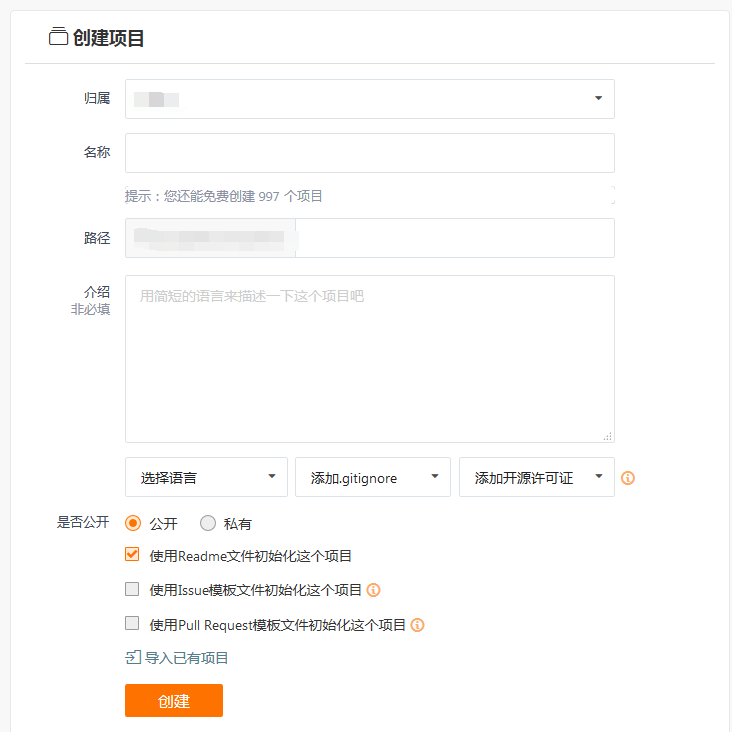 创建项目
归属
名称
提示：您还能免费创建 997 个项目
路径
介绍
非必填
用简短的语言来描述一下这个项目吧
选择语言 添加.gitignore 添加开源许可证
是否公开 公开 私有
使用Readme文件初始化这个项目
使用Issue模板文件初始化这个项目
使用Pull Request模板文件初始化这个项目
导入已有项目
创建